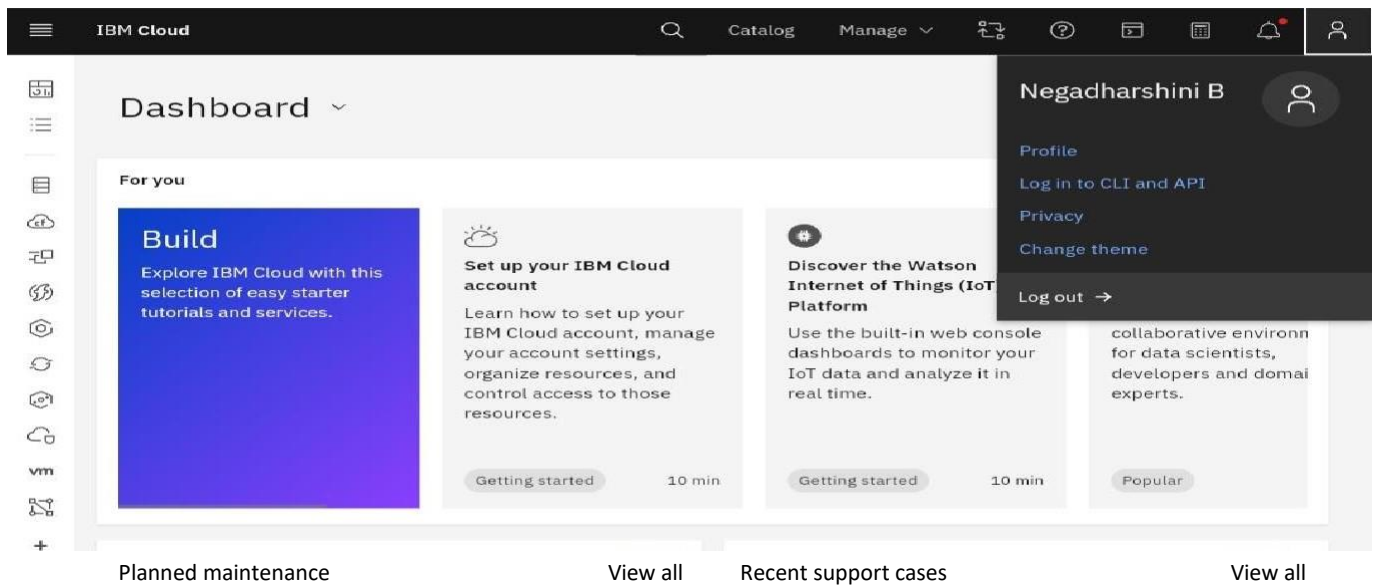 IBM Cloud
Catalog
Manage
Negadharshini B
Profile
Log in to CLI and API
Privacy
Change theme
Log out →
Dashboard
For you
Build
Explore IBM Cloud with this
selection of easy starter
tutorials and services.
Set up your IBM Cloud
account
Learn how to set up your
IBM Cloud account, manage
your account settings,
organize resources, and
control access to those
resources.
Getting started
10 min
Discover the Watson
Internet of Things (IoT
Platform
Use the built-in web console
dashboards to monitor your
IoT data and analyze it in
real time.
Getting started
10 min
collaborative environm
for data scientists,
developers and domai
experts.
Popular
vm
Planned maintenance
View all
Recent support cases
View all